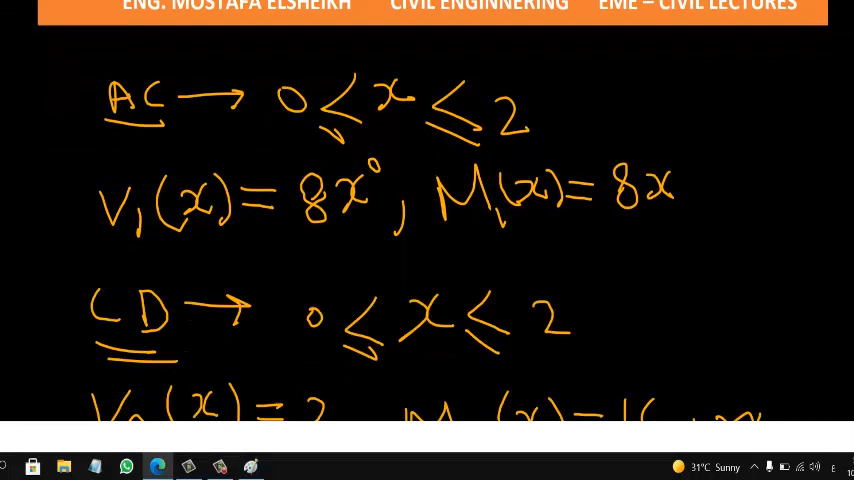 ENG. MOSTAFA ELSHEIKH CIVIL ENGINNERING EME – CIVIL LECTURES
AC → 0 ≤ x ≤ 2
V₁(x) = 8x⁰, M₁(x) = 8x
CD → 0 ≤ x ≤ 2
(x) = (x) =
31°C Sunny